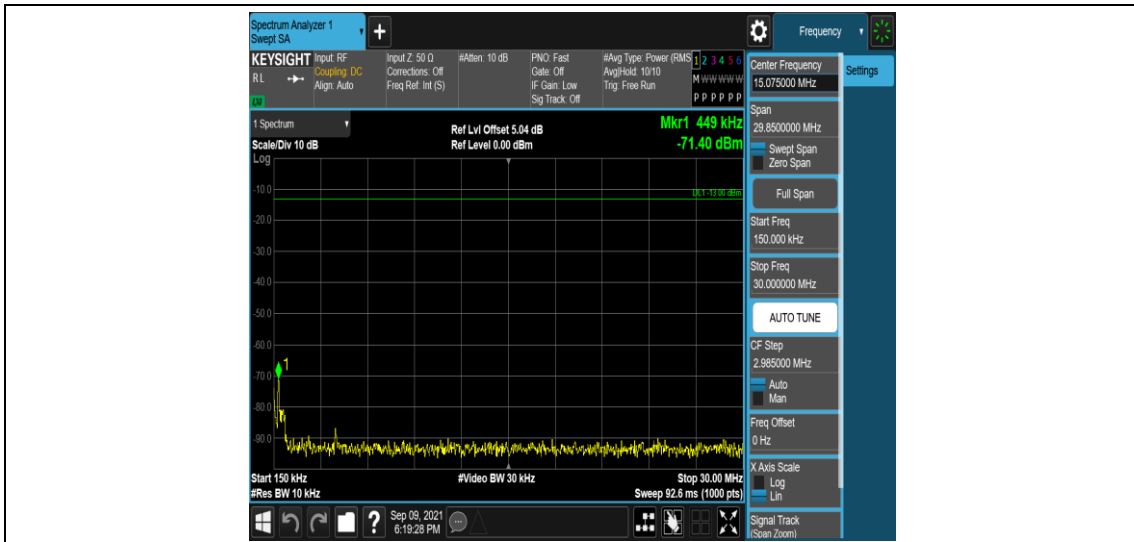 Spectrum Analyzer 1
Swept SA
+
Frequency
KEYSIGHT
RL
LXI
Input: RF
Coupling: DC
Align: Auto
Input Z: 50 Ω
Corrections: Off
Freq Ref: Int (S)
#Atten: 10 dB
PNO: Fast
Gate: Off
IF Gain: Low
Sig Track: Off
#Avg Type: Power (RMS
Avg|Hold: 10/10
Trig: Free Run
1 2 3 4 5 6
M W W W W W
P P P P P P
1 Spectrum
Scale/Div 10 dB
Log
Ref Lvl Offset 5.04 dB
Ref Level 0.00 dBm
Mkr1 449 kHz
-71.40 dBm
DL1 -13.00 dBm
-10.0
-20.0
-30.0
-40.0
-50.0
-60.0
-70.0
-80.0
-90.0
1
Start 150 kHz
#Res BW 10 kHz
#Video BW 30 kHz
Stop 30.00 MHz
Sweep 92.6 ms (1000 pts)
Center Frequency
15.075000 MHz
Settings
Span
29.8500000 MHz
Swept Span
Zero Span
Full Span
Start Freq
150.000 kHz
Stop Freq
30.000000 MHz
AUTO TUNE
CF Step
2.985000 MHz
Auto
Man
Freq Offset
0 Hz
X Axis Scale
Log
Lin
Signal Track
(Span Zoom)
?
Sep 09, 2021
6:19:28 PM